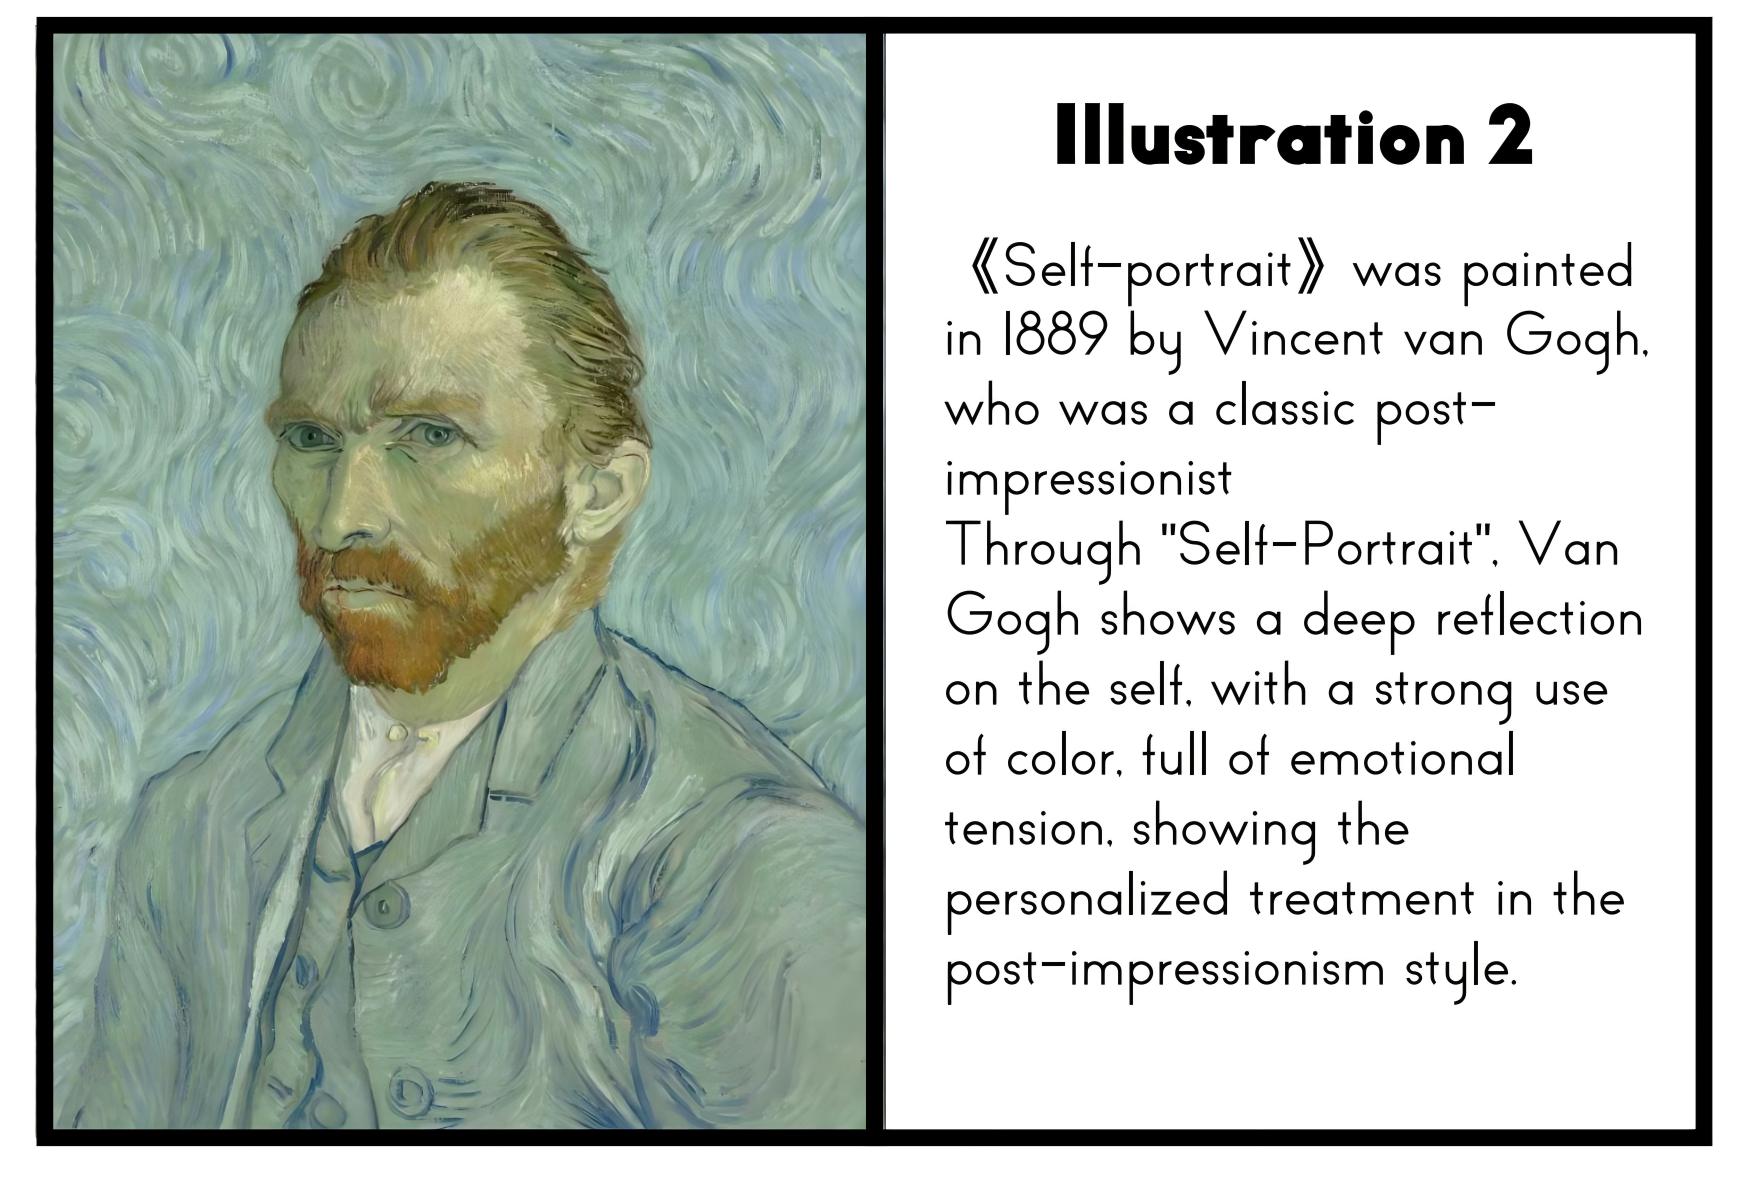 Illustration 2
《Self-portrait》 was painted
in 1889 by Vincent van Gogh,
who was a classic post-
impressionist
Through "Self-Portrait", Van
Gogh shows a deep reflection
on the self, with a strong use
of color, full of emotional
tension, showing the
personalized treatment in the
post-impressionism style.